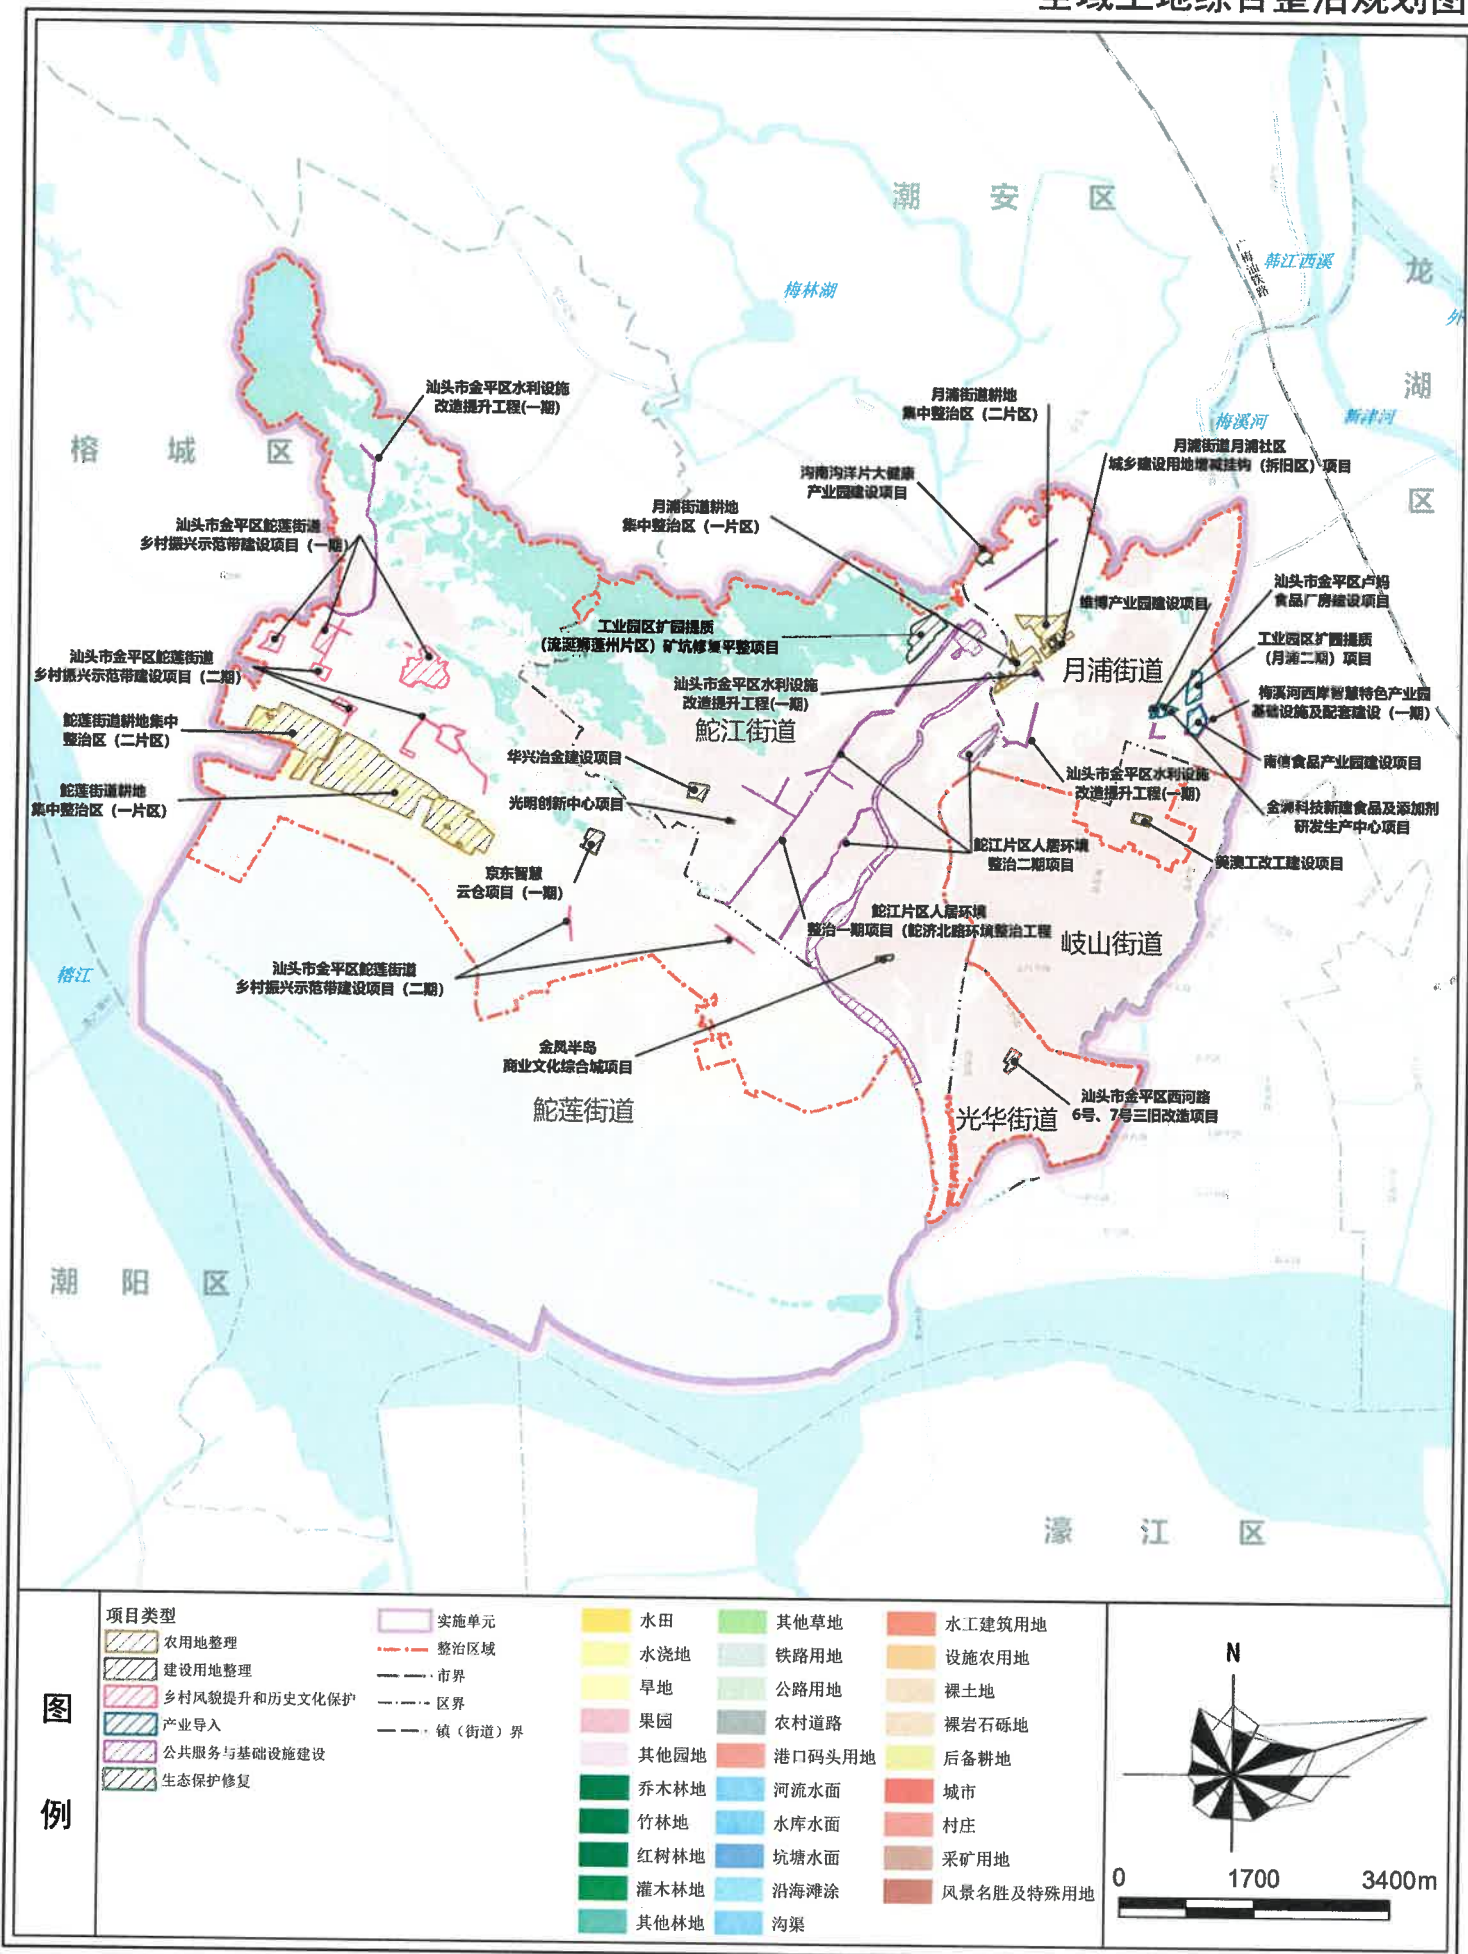 全域土地综合整治规划图
潮安区
韩江西溪
龙湖区
广梅汕铁路
梅林湖
外
梅溪河
新津河
榕城区
汕头市金平区水利设施
改造提升工程(一期)
月浦街道耕地
集中整治区（二片区）
月浦街道月浦社区
城乡建设用地增减挂钩（拆旧区）项目
沟南沟洋片大健康
产业园建设项目
月浦街道耕地
集中整治区（一片区）
汕头市金平区鮀莲街道
乡村振兴示范带建设项目（一期）
汕头市金平区卢妈
食品厂房建设项目
维博产业园建设项目
工业园区扩园提质
（流涎狮莲州片区）矿坑修复平整项目
工业园区扩园提质
（月浦二期）项目
汕头市金平区鮀莲街道
乡村振兴示范带建设项目（二期）
月浦街道
汕头市金平区水利设施
改造提升工程(一期)
梅溪河西岸智慧特色产业园
基础设施及配套建设（一期）
鮀莲街道耕地集中
整治区（二片区）
鮀江街道
华兴冶金建设项目
南信食品产业园建设项目
汕头市金平区水利设施
改造提升工程(一期)
鮀莲街道耕地
集中整治区（一片区）
光明创新中心项目
金狮科技新建食品及添加剂
研发生产中心项目
鮀江片区人居环境
整治二期项目
美澳工改工建设项目
京东智慧
云仓项目（一期）
鮀江片区人居环境
整治一期项目（鮀济北路环境整治工程
岐山街道
汕头市金平区鮀莲街道
乡村振兴示范带建设项目（二期）
榕江
金凤半岛
商业文化综合城项目
鮀莲街道
光华街道
汕头市金平区西河路
6号、7号三旧改造项目
潮阳区
濠江区
图例
项目类型
农用地整理
建设用地整理
乡村风貌提升和历史文化保护
产业导入
公共服务与基础设施建设
生态保护修复
实施单元
整治区域
市界
区界
镇（街道）界
水田
水浇地
旱地
果园
其他园地
乔木林地
竹林地
红树林地
灌木林地
其他林地
其他草地
铁路用地
公路用地
农村道路
港口码头用地
河流水面
水库水面
坑塘水面
沿海滩涂
沟渠
水工建筑用地
设施农用地
裸土地
裸岩石砾地
后备耕地
城市
村庄
采矿用地
风景名胜及特殊用地
N
0 1700 3400m